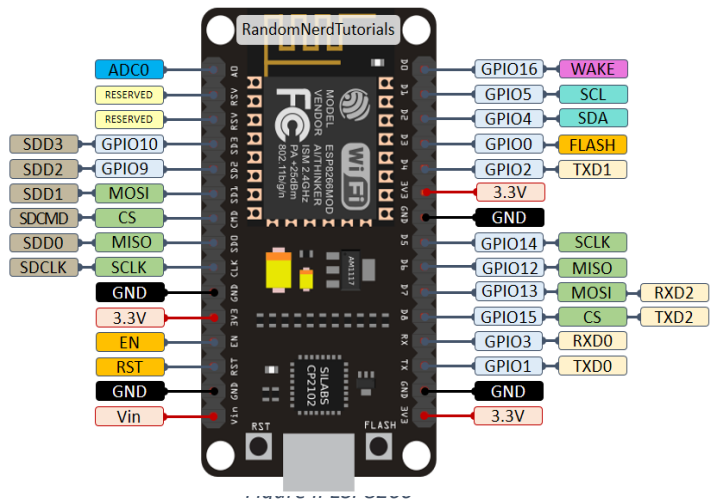 RandomNerdTutorials
ADC0
RESERVED
RESERVED
SDD3 GPIO10
SDD2 GPIO9
SDD1 MOSI
SDCMD CS
SDD0 MISO
SDCLK SCLK
GND
3.3V
EN
RST
GND
Vin
A0
RSV
RSV
SD3
SD2
SD1
CMD
SD0
CLK
GND
3V3
EN
RST
GND
Vin
MODEL
VENDOR
ESP8266MOD
AI/THINKER
ISM 2.4GHz
PA +25dBm
802.11b/g/n
FC
Wi Fi
AM1117
SILABS
CP2102
RST
FLASH
D0
D1
D2
D3
D4
3V3
GND
D5
D6
D7
D8
RX
TX
GND
3V3
GPIO16 WAKE
GPIO5 SCL
GPIO4 SDA
GPIO0 FLASH
GPIO2 TXD1
3.3V
GND
GPIO14 SCLK
GPIO12 MISO
GPIO13 MOSI RXD2
GPIO15 CS TXD2
GPIO3 RXD0
GPIO1 TXD0
GND
3.3V